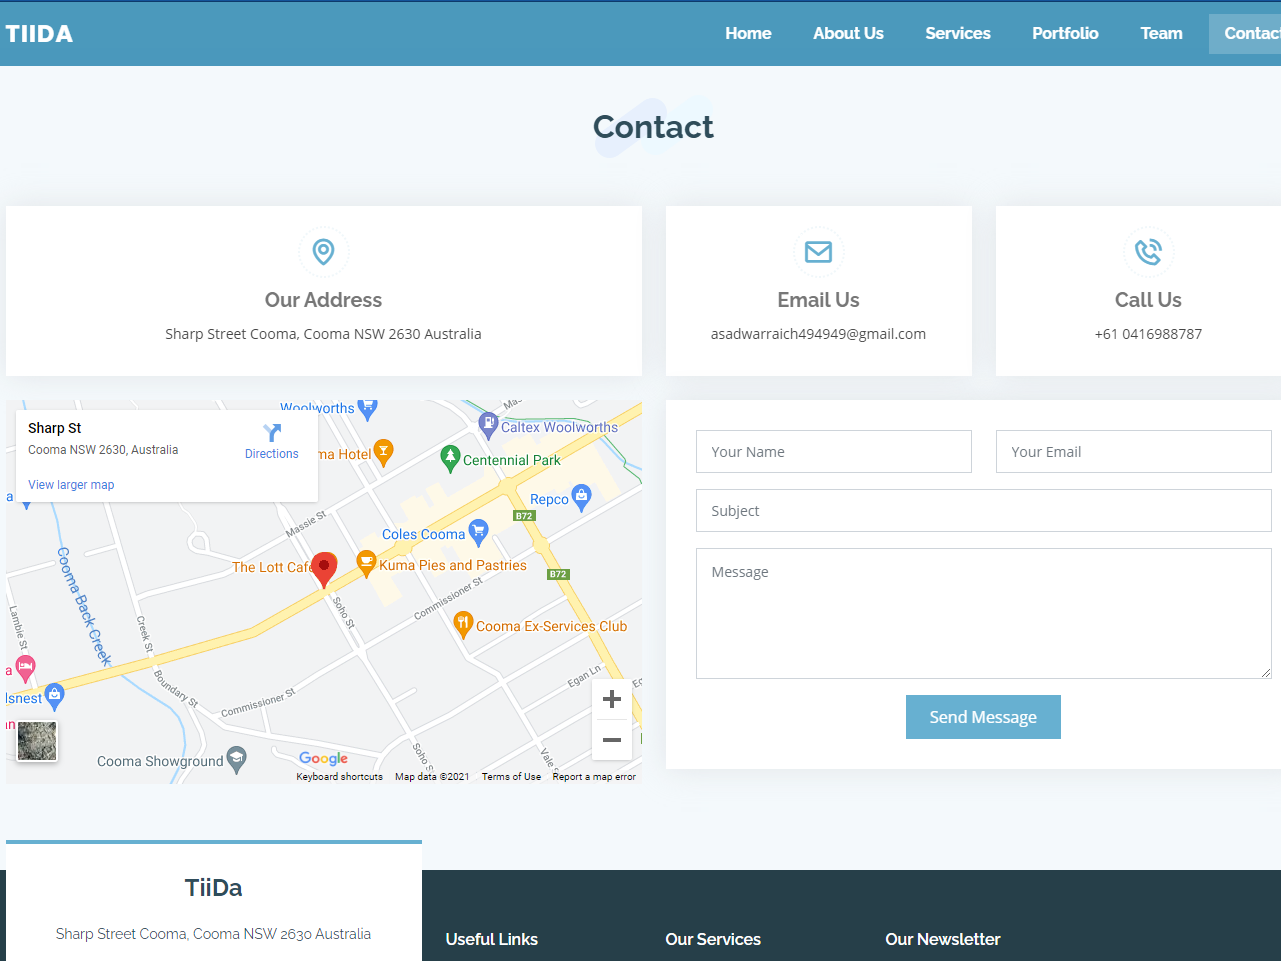 TIIDA
Home
About Us
Services
Portfolio
Team
Contact
Contact
Our Address
Sharp Street Cooma, Cooma NSW 2630 Australia
Email Us
asadwarraich494949@gmail.com
Call Us
+61 0416988787
Sharp St
Cooma NSW 2630, Australia
Directions
View larger map
Woolworths
Mas
Caltex Woolworths
ma Hotel
Centennial Park
a
Repco
B72
Massie St
Coles Cooma
The Lott Cafe
Kuma Pies and Pastries
B72
Cooma Back Creek
Commissioner St
Soho St
Lambie St
Creek St
Cooma Ex-Services Club
a
Egan Ln
Eg
Boundary St
Commissioner St
lsnest
an
Soho S
Vale S
Cooma Showground
Google
Keyboard shortcuts
Map data ©2021
Terms of Use
Report a map error
Your Name
Your Email
Subject
Message
Send Message
TiiDa
Sharp Street Cooma, Cooma NSW 2630 Australia
Useful Links
Our Services
Our Newsletter